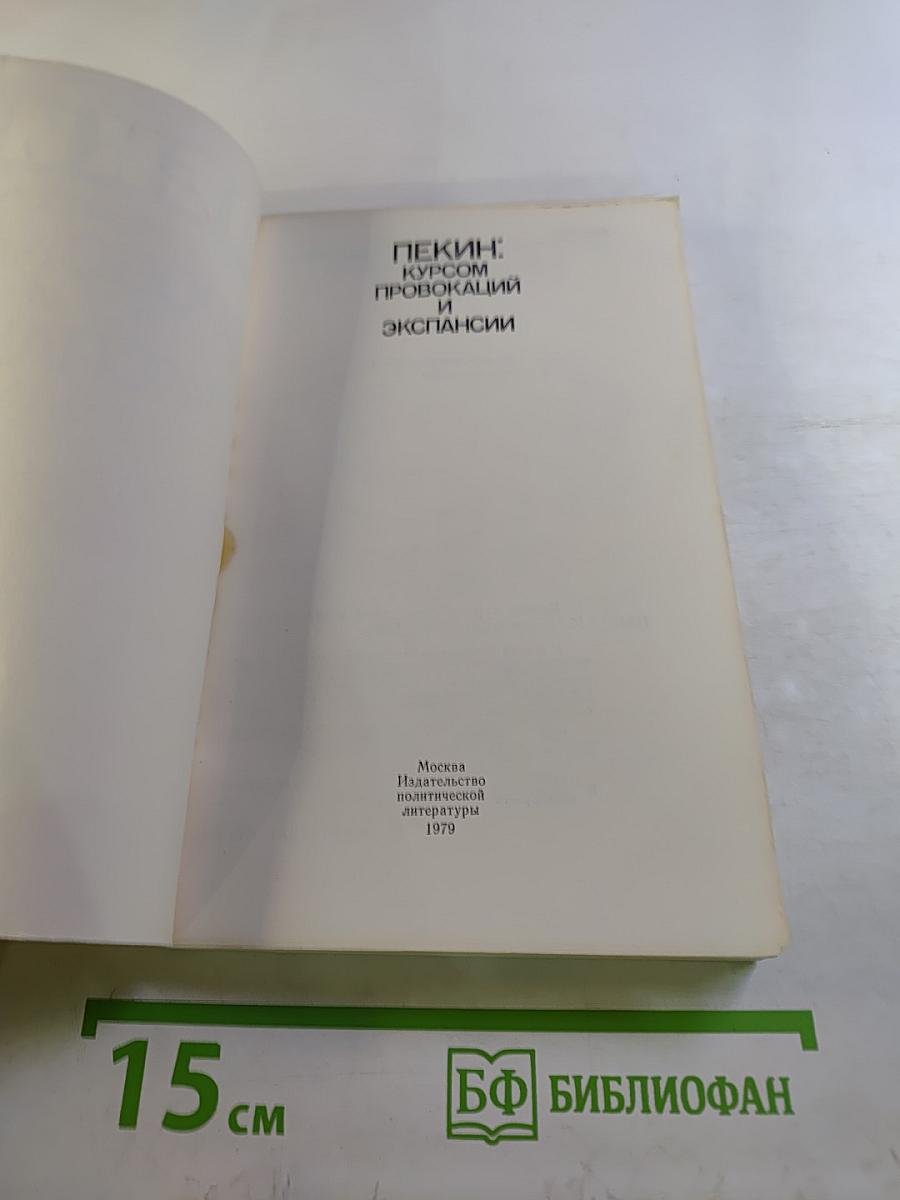 ПЕКИН:
КУРСОМ
ПРОВОКАЦИЙ
И
ЭКСПАНСИИ
Москва
Издательство
политической
литературы
1979
15 см
БФ БИБЛИОФАН